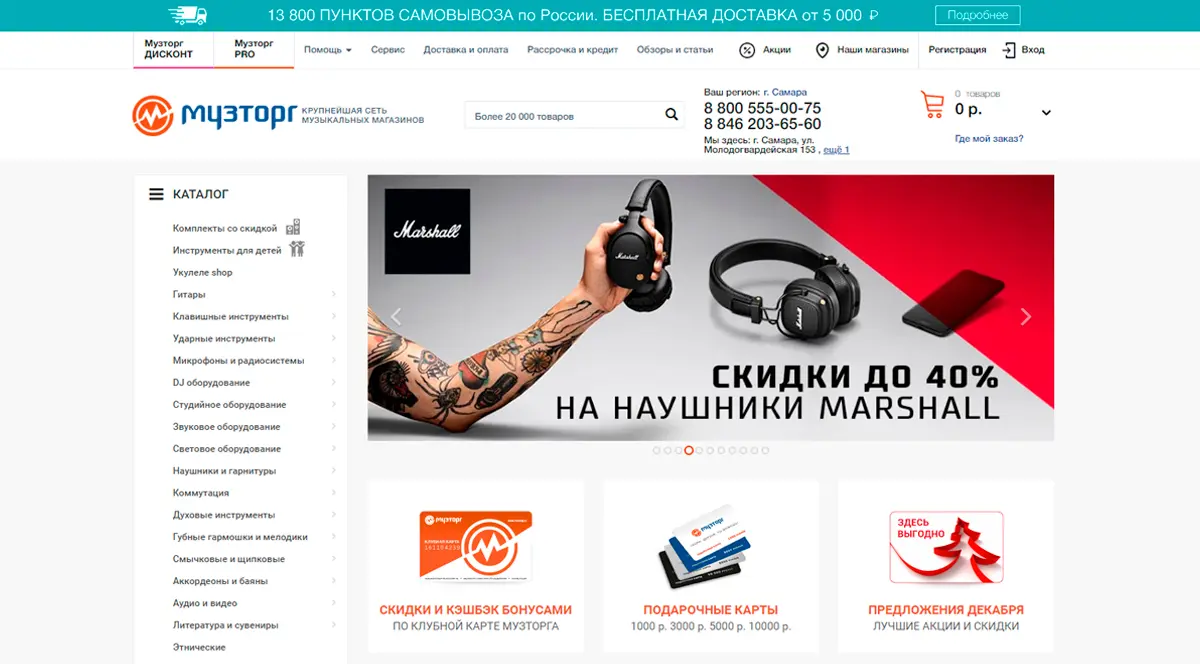 13 800 ПУНКТОВ САМОВЫВОЗА по России. БЕСПЛАТНАЯ ДОСТАВКА от 5 000 ₽
Подробнее
Музторг
ДИСКОНТ
Музторг
PRO
Помощь
Сервис
Доставка и оплата
Рассрочка и кредит
Обзоры и статьи
Акции
Наши магазины
Регистрация
Вход
музторг
КРУПНЕЙШАЯ СЕТЬ
МУЗЫКАЛЬНЫХ МАГАЗИНОВ
Более 20 000 товаров
Ваш регион: г. Самара
8 800 555-00-75
8 846 203-65-60
Мы здесь: г. Самара, ул.
Молодогвардейская 153 , ещё 1
0 товаров
0 р.
Где мой заказ?
КАТАЛОГ
Комплекты со скидкой
Инструменты для детей
Укулеле shop
Гитары
Клавишные инструменты
Ударные инструменты
Микрофоны и радиосистемы
DJ оборудование
Студийное оборудование
Звуковое оборудование
Световое оборудование
Наушники и гарнитуры
Коммутация
Духовые инструменты
Губные гармошки и мелодики
Смычковые и щипковые
Аккордеоны и баяны
Аудио и видео
Литература и сувениры
Этнические
Marshall
Marshall
СКИДКИ ДО 40%
НА НАУШНИКИ MARSHALL
музторг
КЛУБНАЯ КАРТА
СКИДКИ И КЭШБЭК БОНУСАМИ
ПО КЛУБНОЙ КАРТЕ МУЗТОРГА
музторг
ПОДАРОЧНЫЕ КАРТЫ
1000 р. 3000 р. 5000 р. 10000 р.
ЗДЕСЬ
ВЫГОДНО
ПРЕДЛОЖЕНИЯ ДЕКАБРЯ
ЛУЧШИЕ АКЦИИ И СКИДКИ